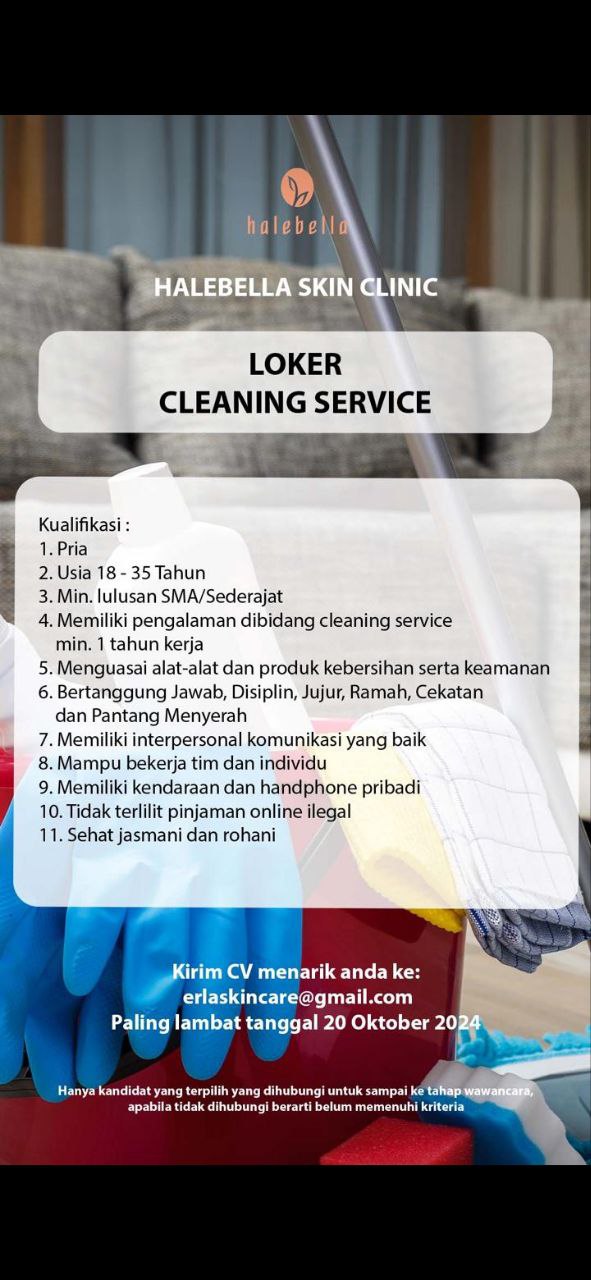 halebella
HALEBELLA SKIN CLINIC
LOKER
CLEANING SERVICE
Kualifikasi :
1. Pria
2. Usia 18 - 35 Tahun
3. Min. lulusan SMA/Sederajat
4. Memiliki pengalaman dibidang cleaning service
min. 1 tahun kerja
5. Menguasai alat-alat dan produk kebersihan serta keamanan
6. Bertanggung Jawab, Disiplin, Jujur, Ramah, Cekatan
dan Pantang Menyerah
7. Memiliki interpersonal komunikasi yang baik
8. Mampu bekerja tim dan individu
9. Memiliki kendaraan dan handphone pribadi
10. Tidak terlilit pinjaman online ilegal
11. Sehat jasmani dan rohani
Kirim CV menarik anda ke:
erlaskincare@gmail.com
Paling lambat tanggal 20 Oktober 2024
Hanya kandidat yang terpilih yang dihubungi untuk sampai ke tahap wawancara,
apabila tidak dihubungi berarti belum memenuhi kriteria